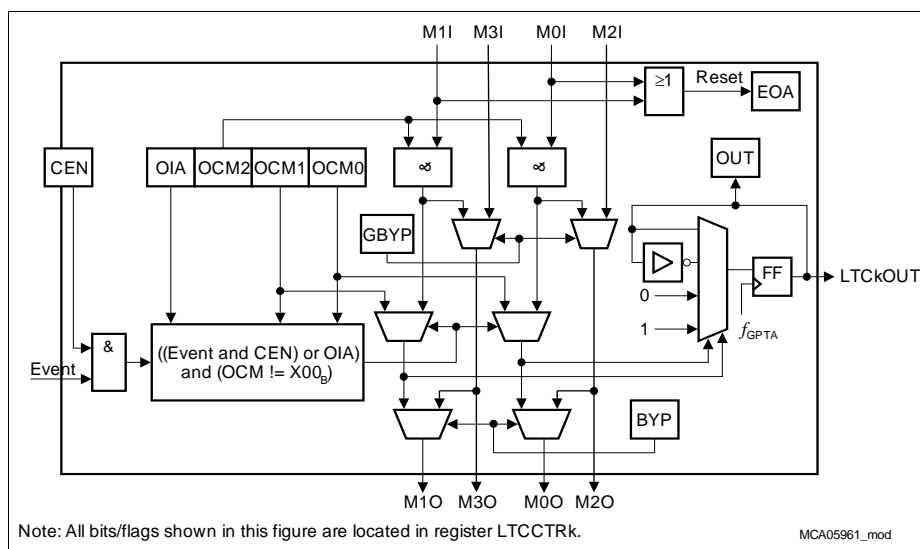 M1I M3I M0I M2I
≥1
Reset
EOA
CEN
OIA OCM2 OCM1 OCM0
&
&
OUT
GBYP
FF
LTCkOUT
0
1
fGPTA
Event
&
((Event and CEN) or OIA)
and (OCM != X00B)
BYP
M1O M3O M0O M2O
Note: All bits/flags shown in this figure are located in register LTCCTRk.
MCA05961_mod